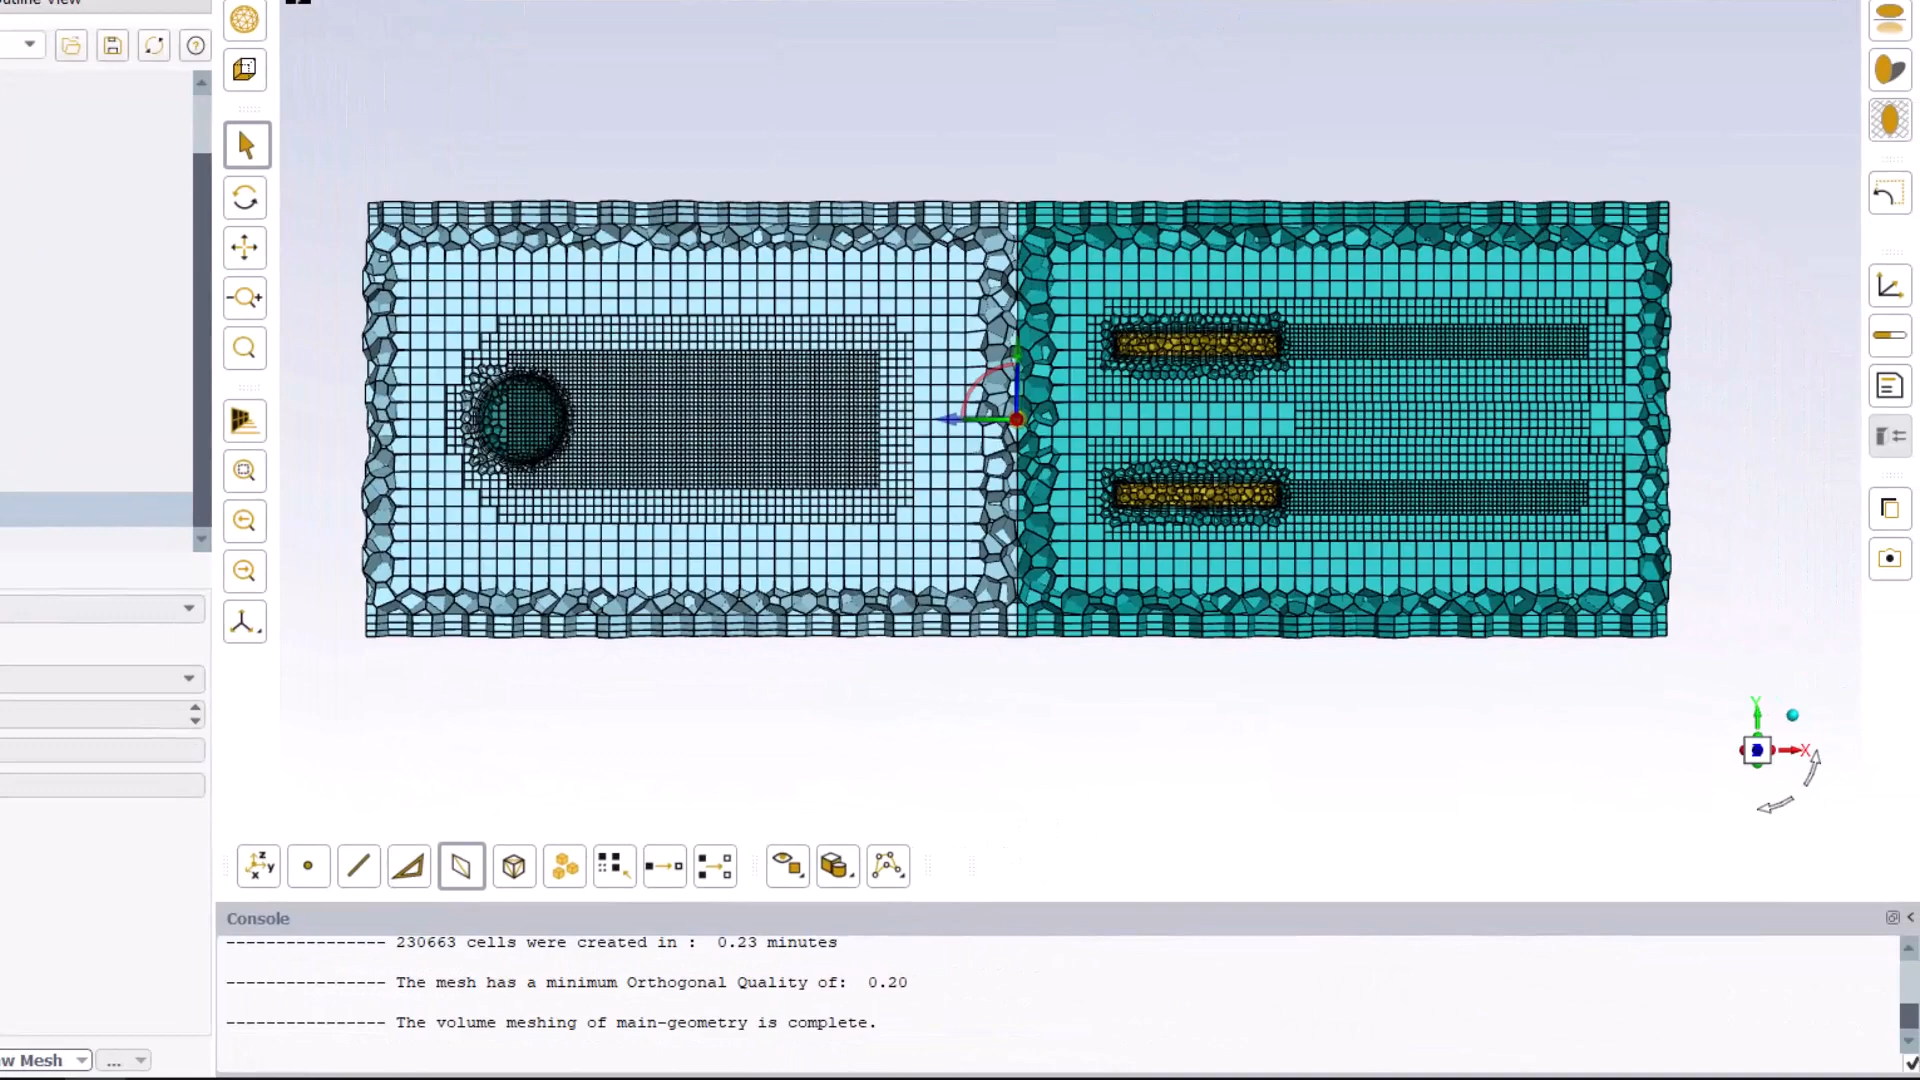 utline View
z
x y
Y
X
Z
Console
---------------- 230663 cells were created in :  0.23 minutes
---------------- The mesh has a minimum Orthogonal Quality of:  0.20
---------------- The volume meshing of main-geometry is complete.
aw Mesh
...